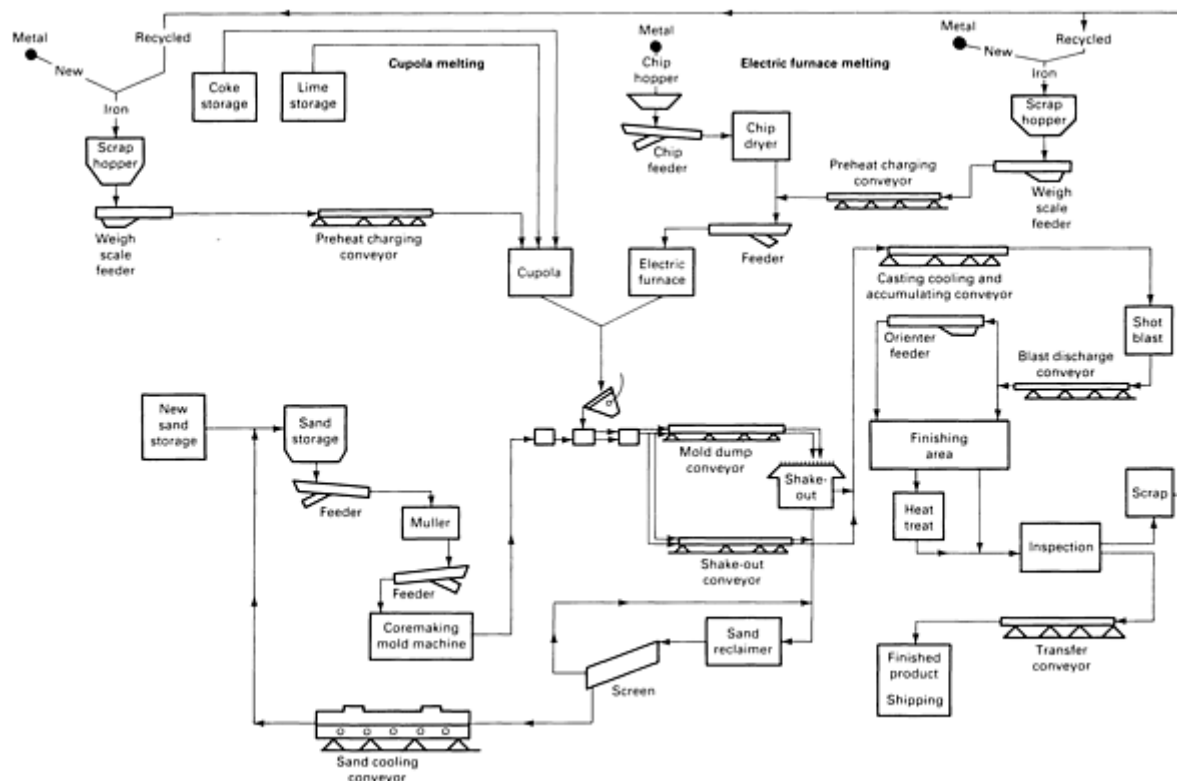 Metal
New
Recycled
Iron
Scrap
hopper
Weigh
scale
feeder
Coke
storage
Lime
storage
Cupola melting
Preheat charging
conveyor
Cupola
Metal
Chip
hopper
Chip
feeder
Chip
dryer
Electric furnace melting
Metal
New
Recycled
Iron
Scrap
hopper
Weigh
scale
feeder
Preheat charging
conveyor
Feeder
Electric
furnace
Casting cooling and
accumulating conveyor
Shot
blast
Orienter
feeder
Blast discharge
conveyor
Finishing
area
Heat
treat
Inspection
Scrap
Transfer
conveyor
Finished
product
Shipping
New
sand
storage
Sand
storage
Feeder
Muller
Feeder
Coremaking
mold machine
Mold dump
conveyor
Shake-
out
Shake-out
conveyor
Sand
reclaimer
Screen
Sand cooling
conveyor